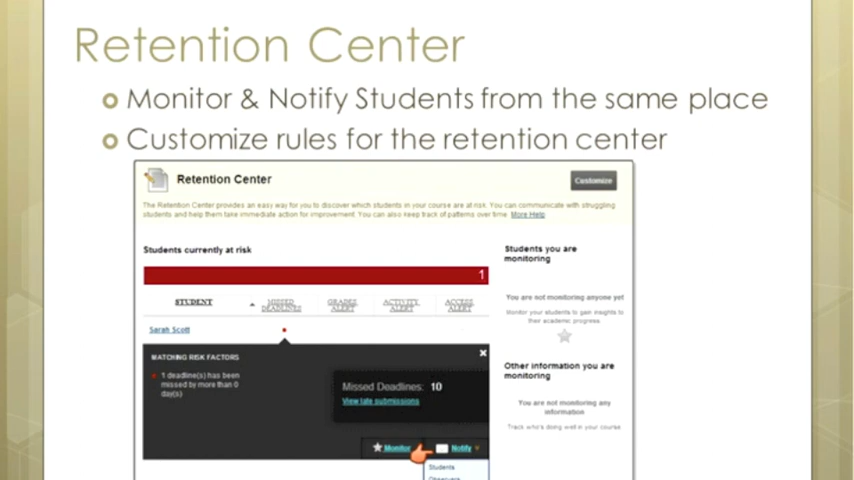 Retention Center
Monitor & Notify Students from the same place
Customize rules for the retention center
Retention Center
Customize
The Retention Center provides an easy way for you to discover which students in your course are at risk. You can communicate with struggling
students and help them take immediate action for improvement. You can also keep track of patterns over time. More Help
Students currently at risk
1
STUDENT
MISSED
DEADLINES
GRADES
ALERT
ACTIVITY
ALERT
ACCESS
ALERT
Sarah Scott
MATCHING RISK FACTORS
1 deadline(s) has been
missed by more than 0
day(s)
Missed Deadlines: 10
View late submissions
Monitor
Notify
Students
Observers
Students you are
monitoring
You are not monitoring anyone yet
Monitor your students to gain insights to
their academic progress.
Other information you are
monitoring
You are not monitoring any
information
Track who's doing well in your course